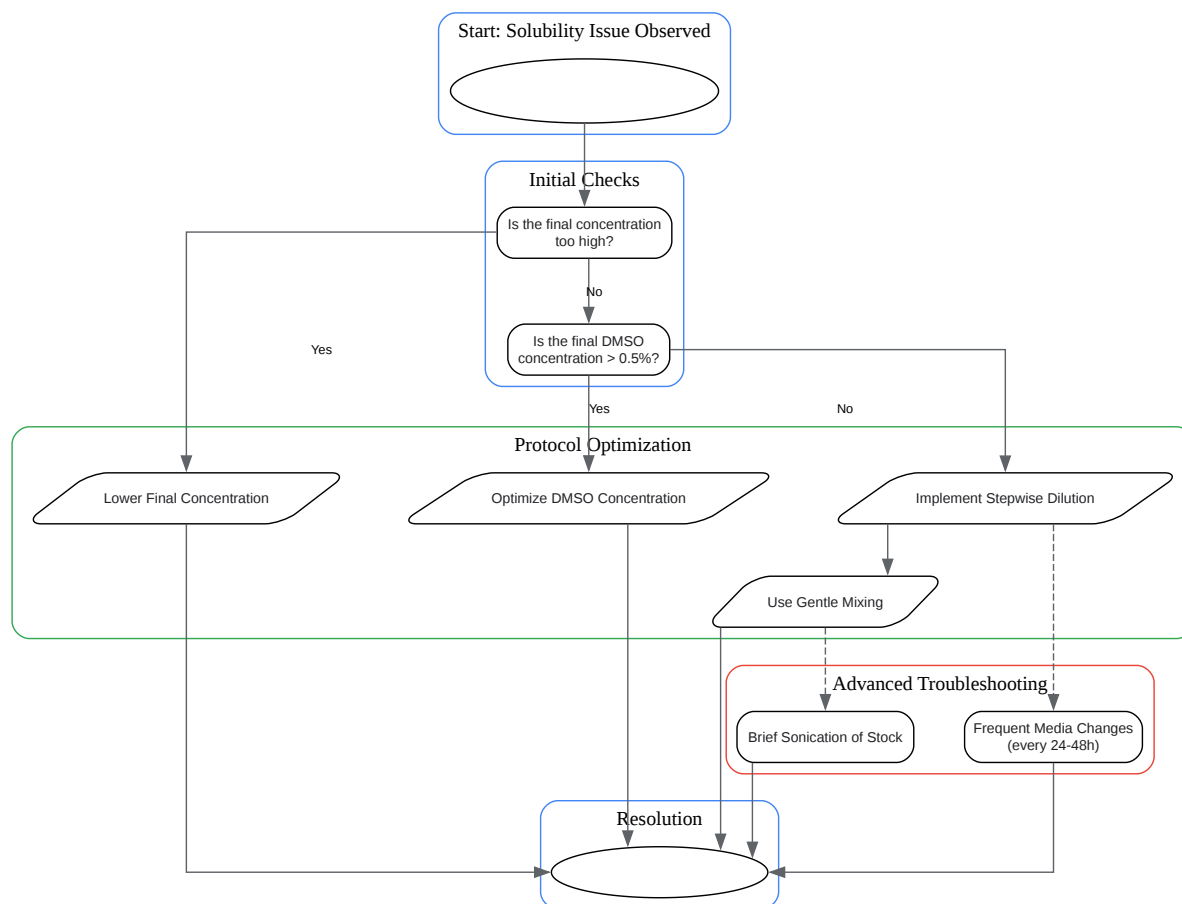 Start: Solubility Issue Observed
Initial Checks
Is the final concentration
too high?
No
Is the final DMSO
concentration > 0.5%?
Yes
Yes
No
Protocol Optimization
Lower Final Concentration
Optimize DMSO Concentration
Implement Stepwise Dilution
Use Gentle Mixing
Advanced Troubleshooting
Brief Sonication of Stock
Frequent Media Changes
(every 24-48h)
Resolution